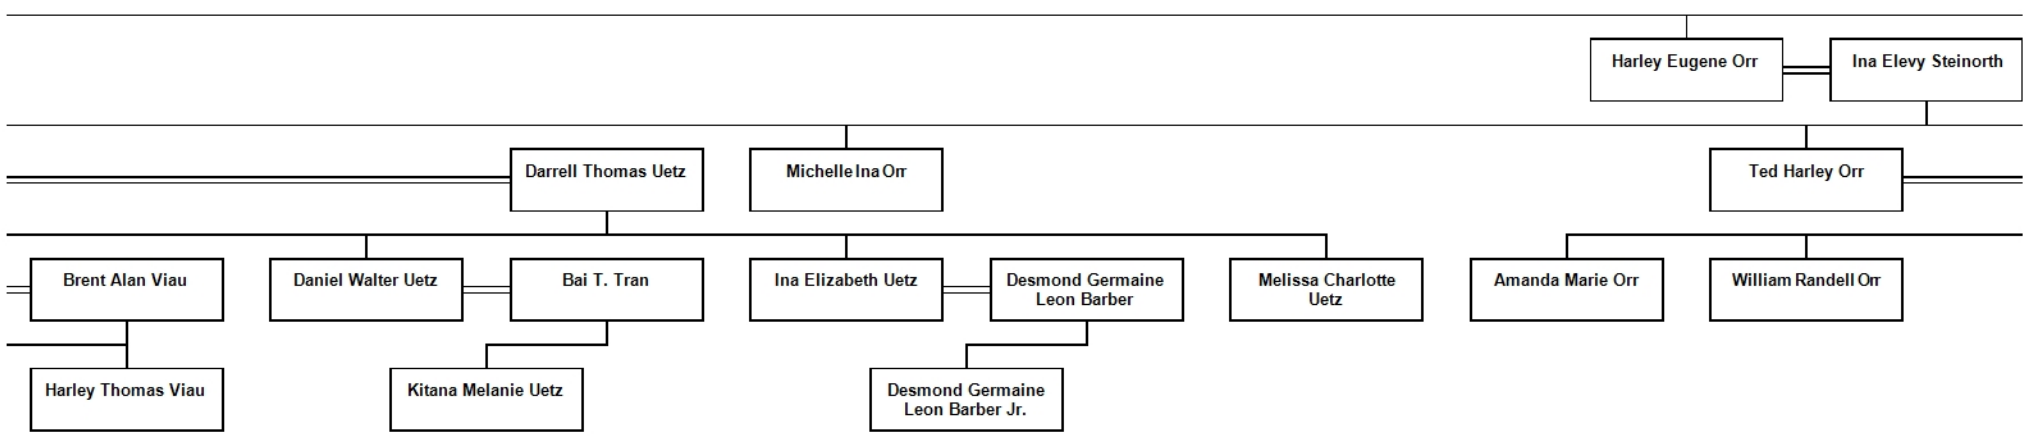 Harley Eugene Orr
Ina Elevy Steinorth
Darrell Thomas Uetz
Michelle Ina Orr
Ted Harley Orr
Brent Alan Viau
Daniel Walter Uetz
Bai T. Tran
Ina Elizabeth Uetz
Desmond Germaine
Leon Barber
Melissa Charlotte
Uetz
Amanda Marie Orr
William Randell Orr
Harley Thomas Viau
Kitana Melanie Uetz
Desmond Germaine
Leon Barber Jr.